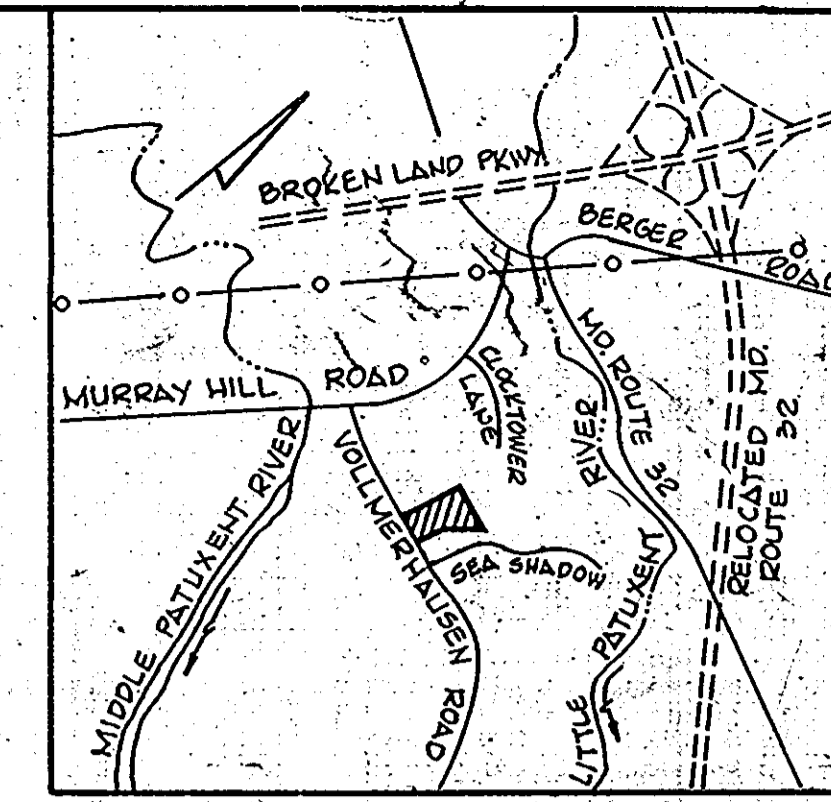 BROKEN LAND PKWY.
BERGER
ROAD
MURRAY HILL ROAD
CLOCKTOWER
LANE
MD. ROUTE 32
RELOCATED MD.
ROUTE 32
VOLLMERHAUSEN ROAD
SEA SHADOW
MIDDLE PATUXENT RIVER
LITTLE PATUXENT RIVER